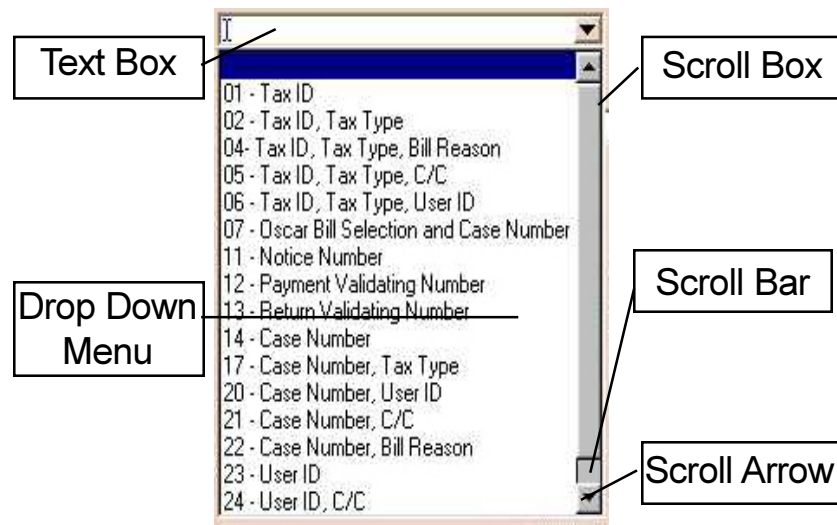 Text Box
Scroll Box
01 - Tax ID
02 - Tax ID, Tax Type
04- Tax ID, Tax Type, Bill Reason
05 - Tax ID, Tax Type, C/C
06 - Tax ID, Tax Type, User ID
07 - Oscar Bill Selection and Case Number
11 - Notice Number
12 - Payment Validating Number
13 - Return Validating Number
14 - Case Number
17 - Case Number, Tax Type
20 - Case Number, User ID
21 - Case Number, C/C
22 - Case Number, Bill Reason
23 - User ID
24 - User ID, C/C
Drop Down
Menu
Scroll Bar
Scroll Arrow